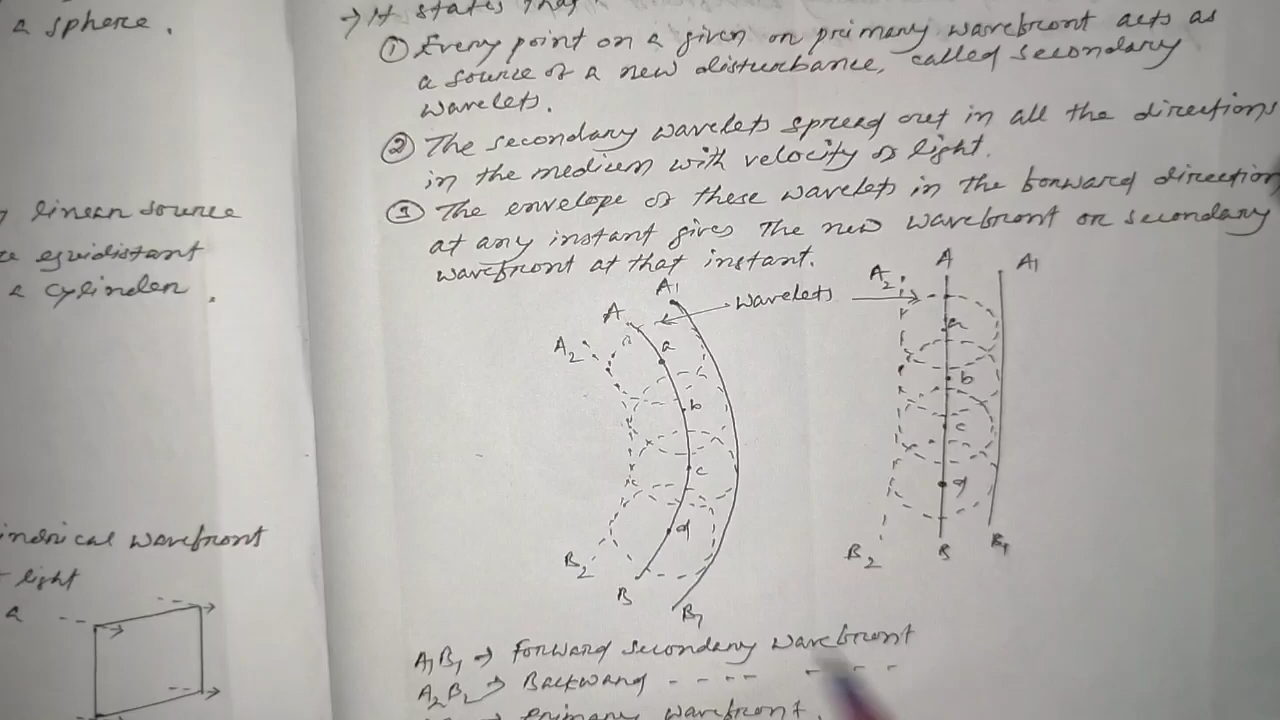 a sphere.
linear source
equidistant
a cylinder.
wavefront
light
a
→ It states that
① Every point on a given or primary wavefront acts as
a source of a new disturbance, called secondary
wavelets.
② The secondary wavelets spread out in all the directions
in the medium with velocity of light.
③ The envelope of these wavelets in the forward direction
at any instant gives the new wavefront or secondary
wavefront at that instant.
A A1 wavelets A2 A A1
A2 a a
b b
c c
d d
B2 B B1 B2 B B1
A1B1 → Forward secondary wavefront
A2B2 → Backward - - - - - - - -
→ Primary wavefront.